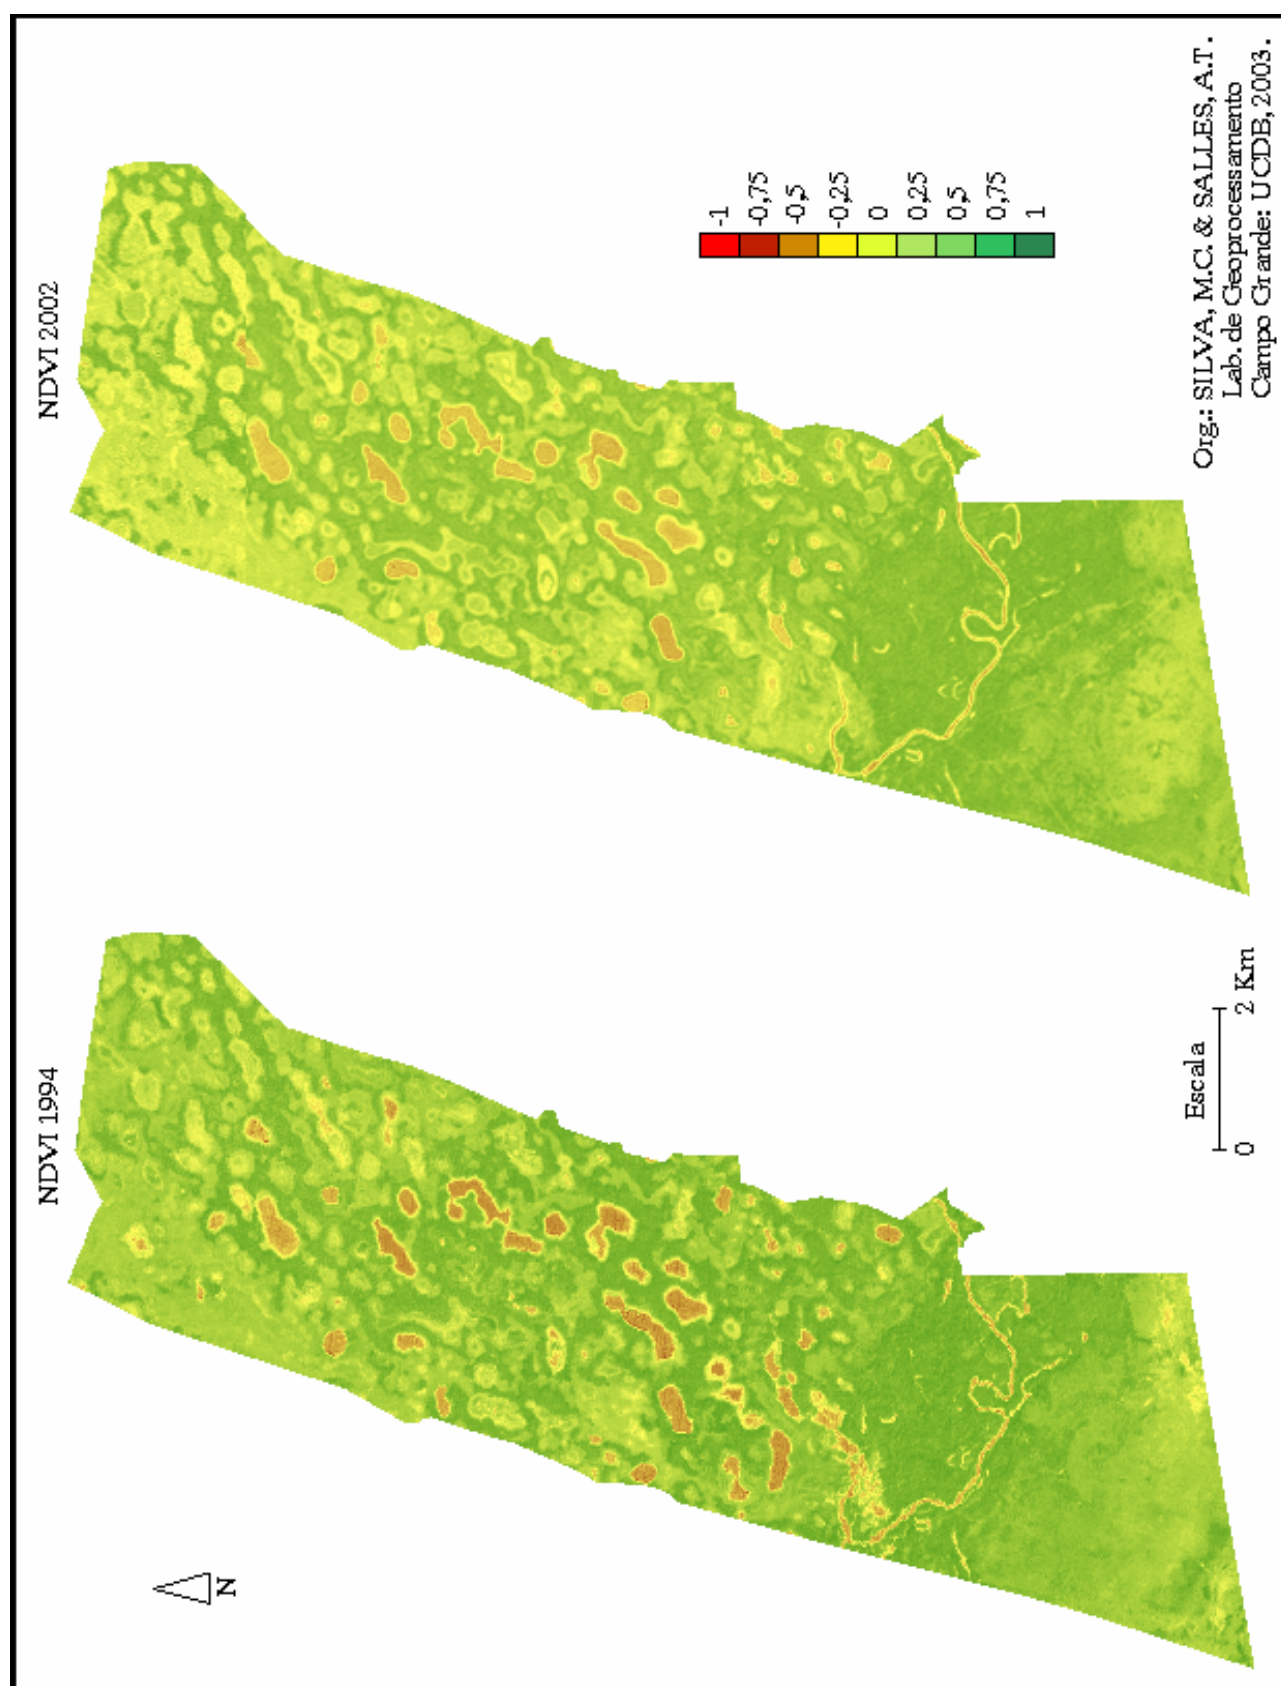 NDVI 1994
NDVI 2002
N
-1
-0,75
-0,5
-0,25
0
0,25
0,5
0,75
1
Escala
0 2 Km
Org.: SILVA, M.C. & SALLES, A.T.
Lab. de Geoprocessamento
Campo Grande: UCDB, 2003.